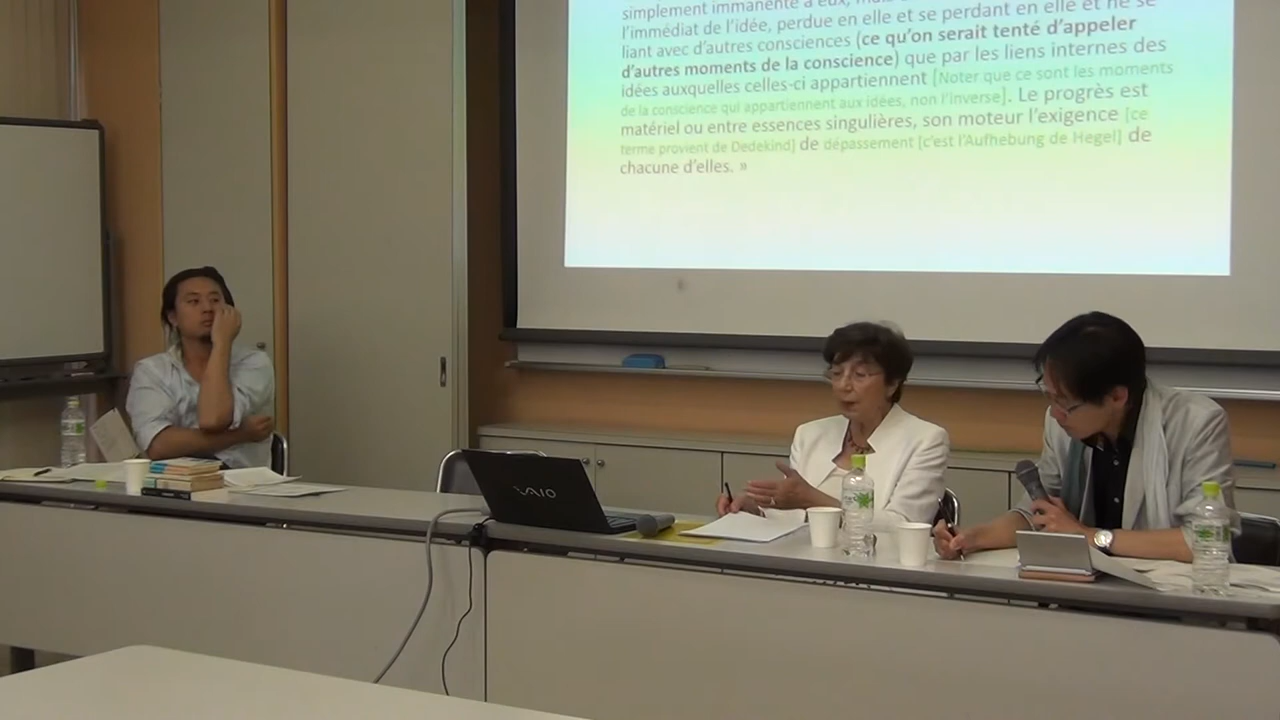 simplement immanente à eux, mais
l'immédiat de l'idée, perdue en elle et se perdant en elle et ne se
liant avec d'autres consciences (ce qu'on serait tenté d'appeler
d'autres moments de la conscience) que par les liens internes des
idées auxquelles celles-ci appartiennent [Noter que ce sont les moments
de la conscience qui appartiennent aux idées, non l'inverse]. Le progrès est
matériel ou entre essences singulières, son moteur l'exigence [ce
terme provient de Dedekind] de dépassement [c'est l'Aufhebung de Hegel] de
chacune d'elles. »
VAIO